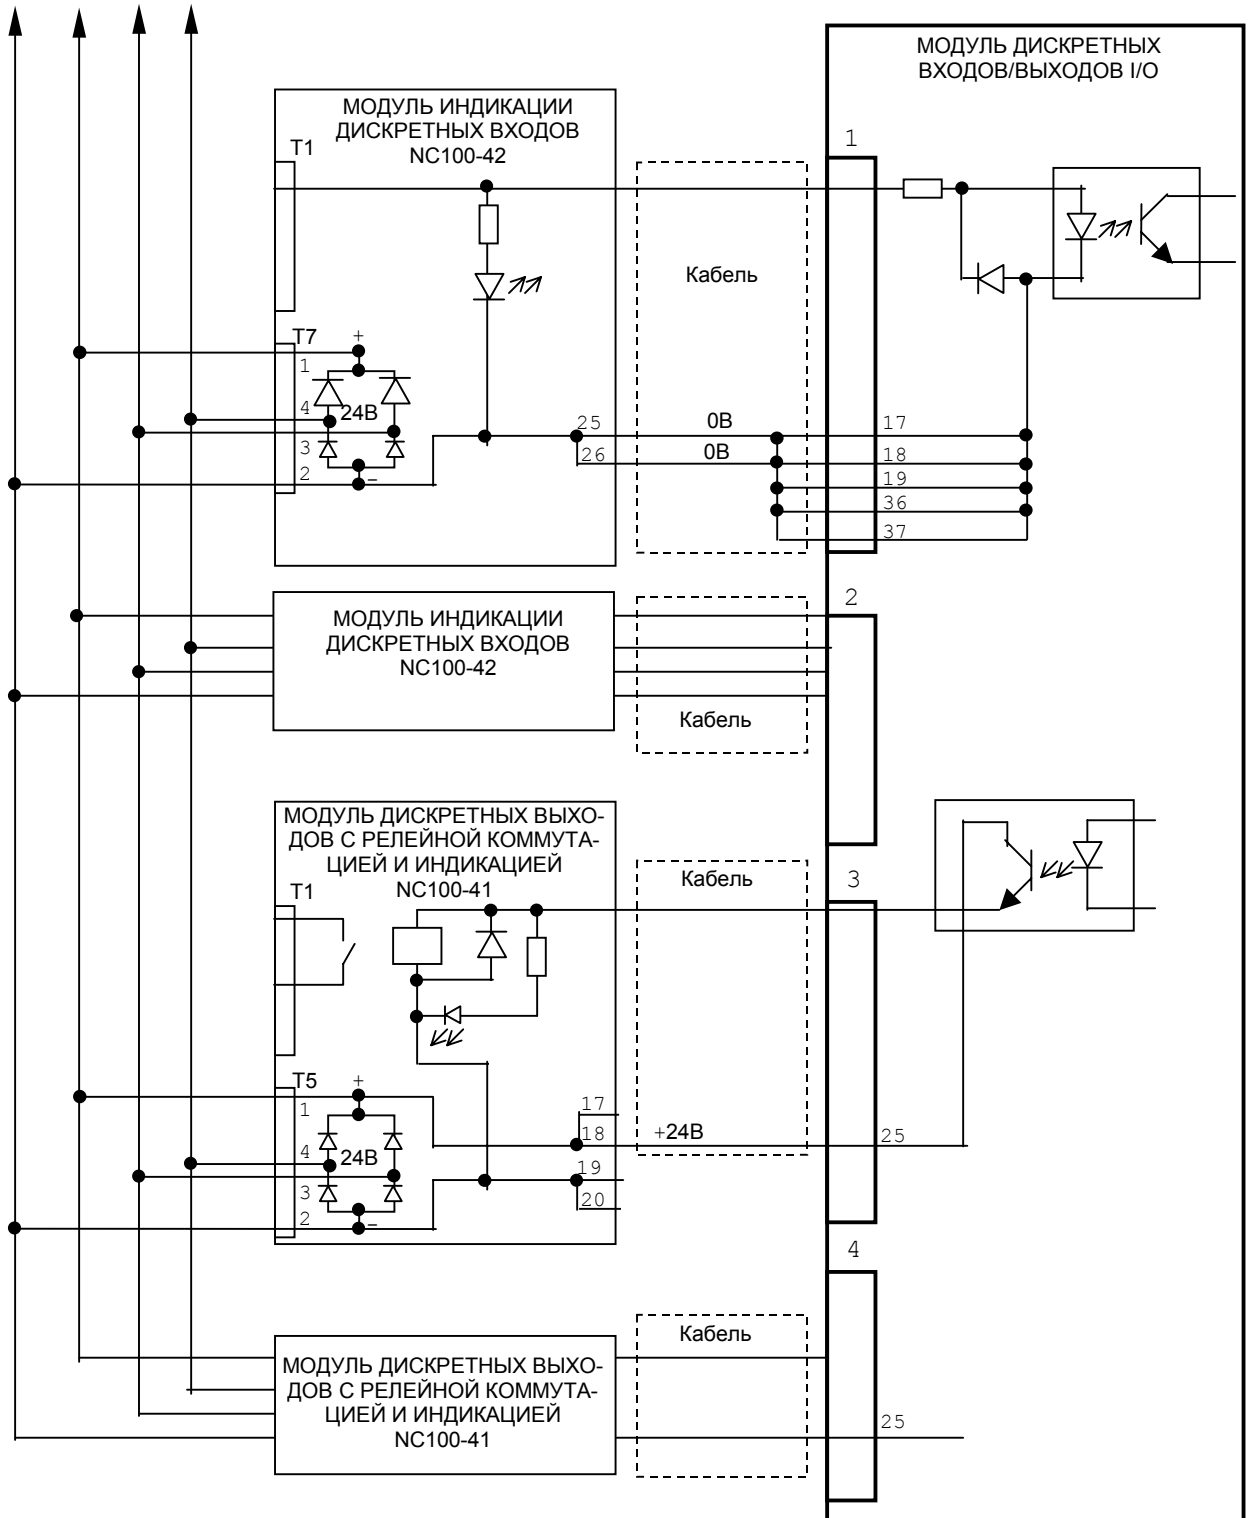 МОДУЛЬ ДИСКРЕТНЫХ
ВХОДОВ/ВЫХОДОВ I/O
МОДУЛЬ ИНДИКАЦИИ
ДИСКРЕТНЫХ ВХОДОВ
NC100-42
T1
1
Кабель
T7
+
1
4
24В
3
2
-
25
0В
17
26
0В
18
19
36
37
2
МОДУЛЬ ИНДИКАЦИИ
ДИСКРЕТНЫХ ВХОДОВ
NC100-42
Кабель
МОДУЛЬ ДИСКРЕТНЫХ ВЫХО-
ДОВ С РЕЛЕЙНОЙ КОММУТА-
ЦИЕЙ И ИНДИКАЦИЕЙ
NC100-41
T1
Кабель
3
T5
+
1
4
24В
3
2
-
17
18
+24В
25
19
20
4
Кабель
МОДУЛЬ ДИСКРЕТНЫХ ВЫХО-
ДОВ С РЕЛЕЙНОЙ КОММУТА-
ЦИЕЙ И ИНДИКАЦИЕЙ
NC100-41
25